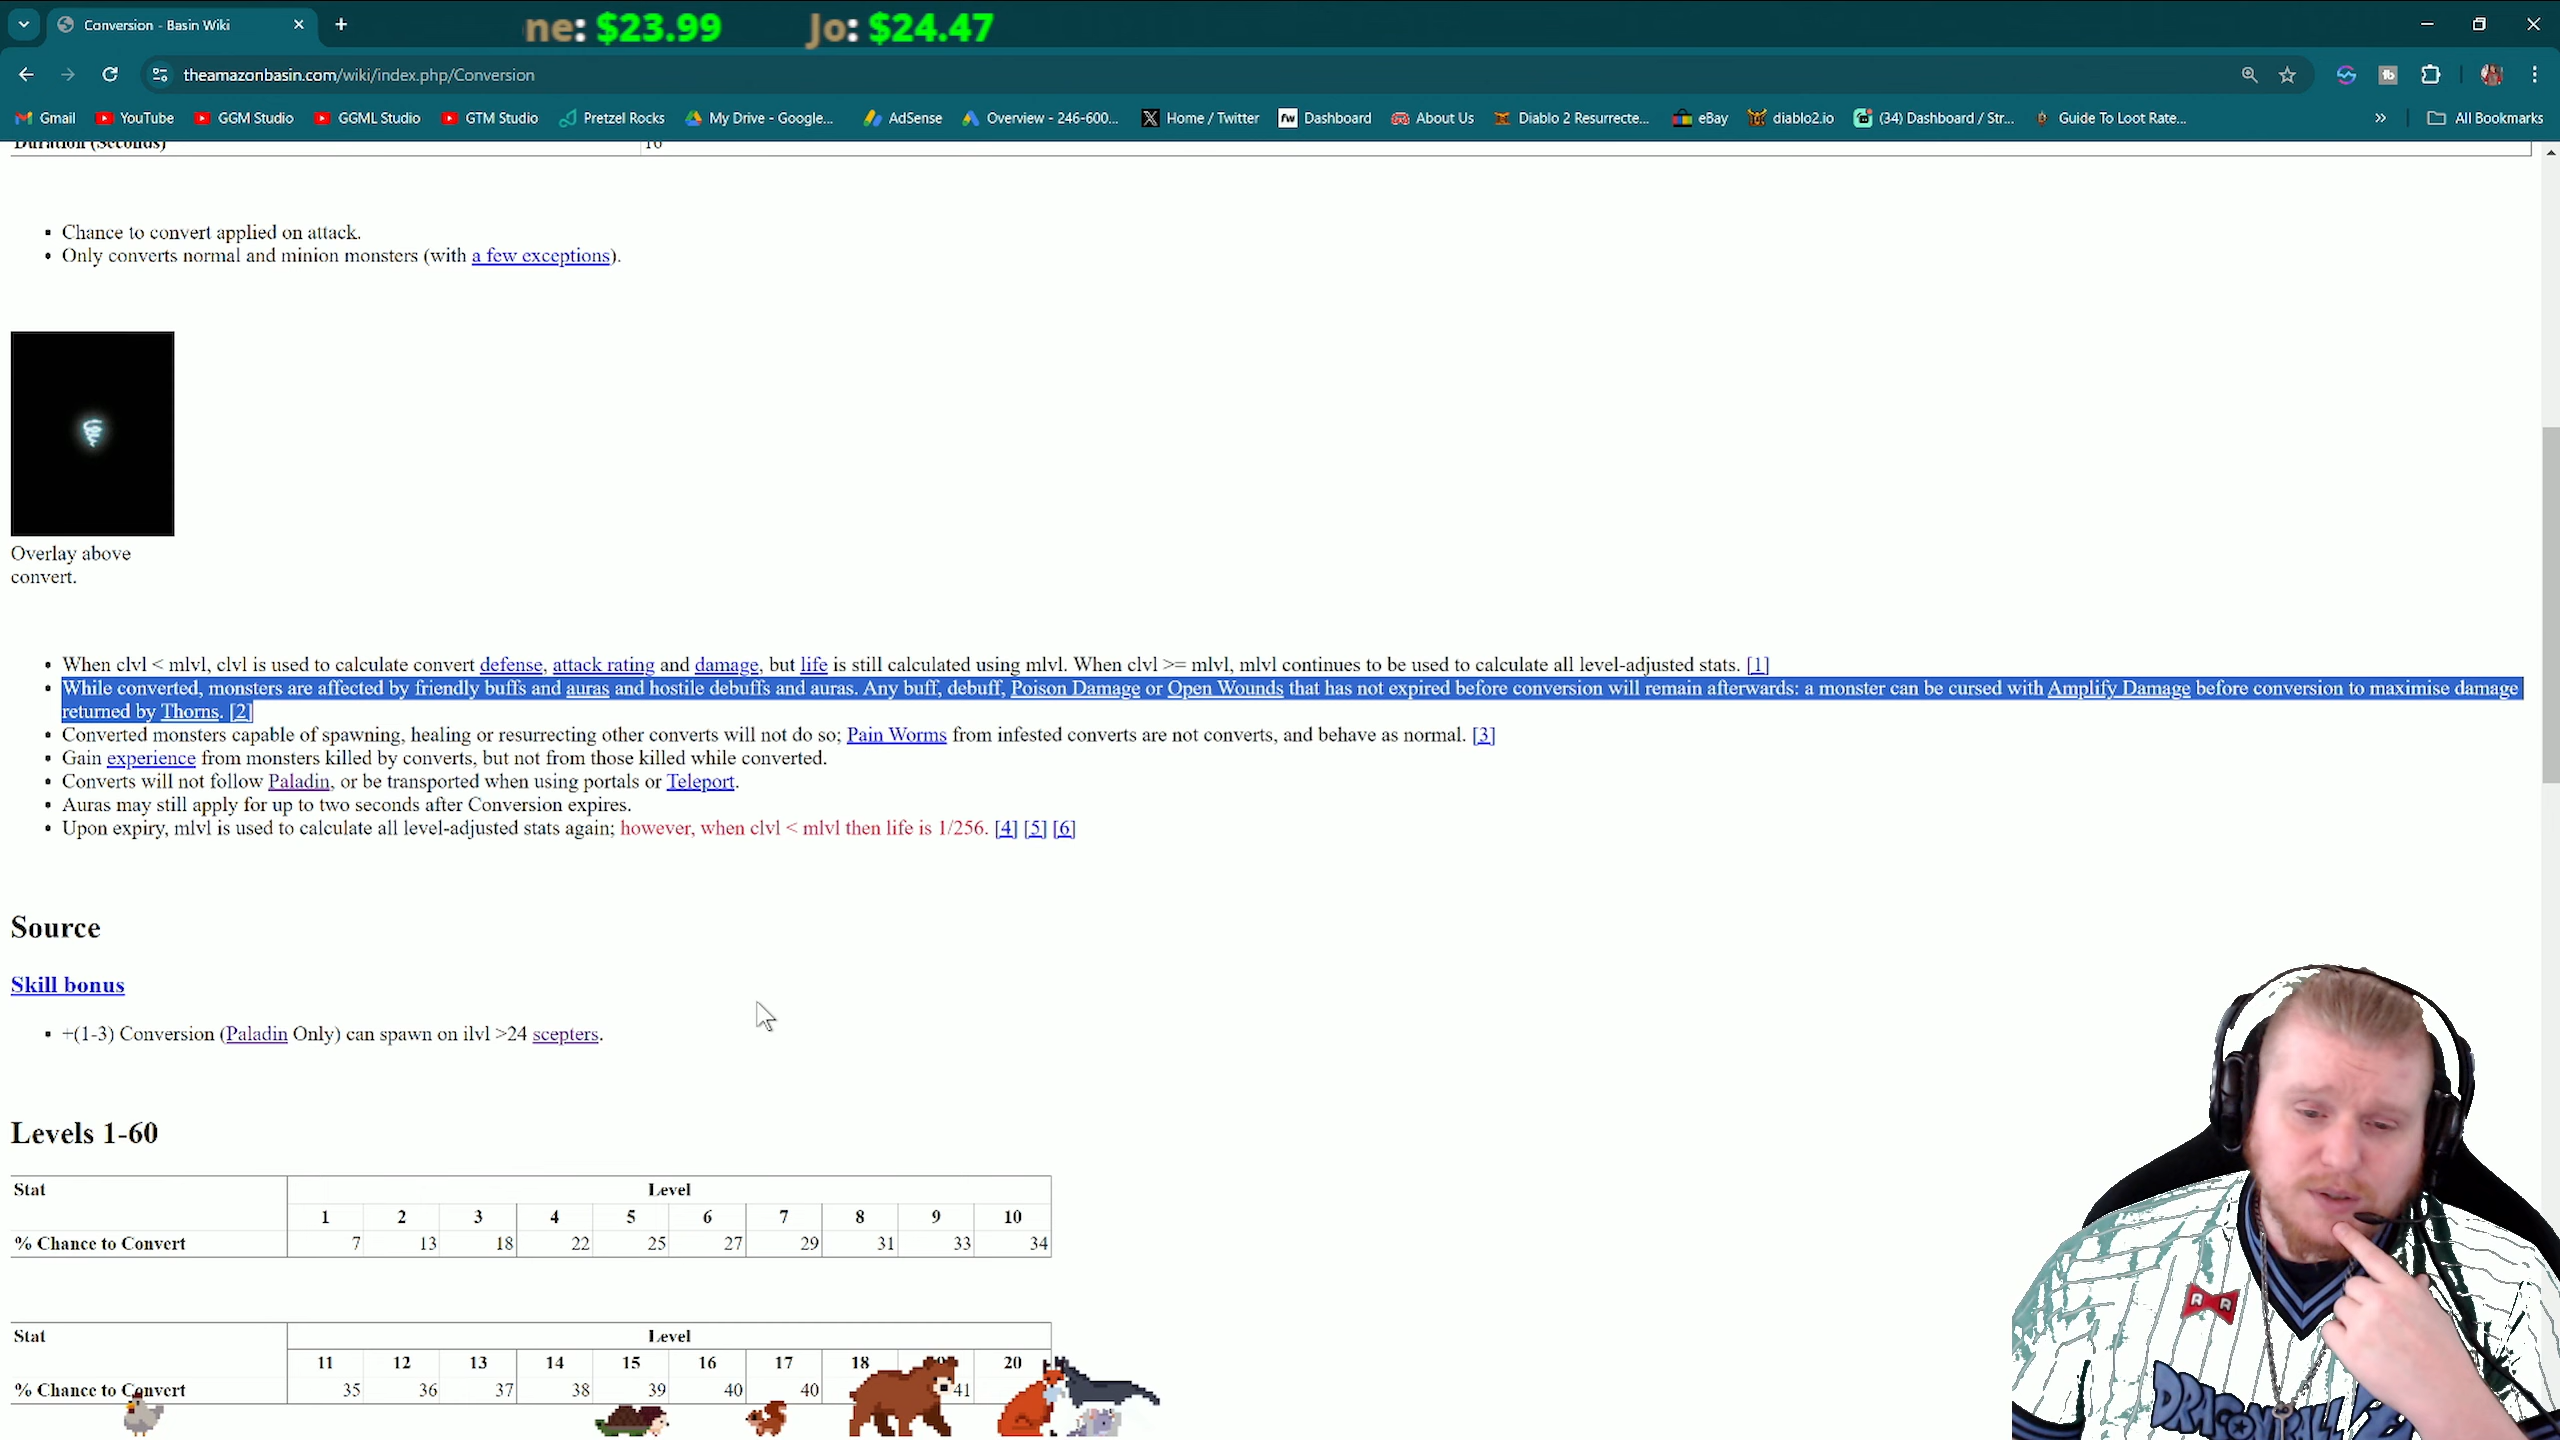 Conversion - Basin Wiki
ne: $23.99 Jo: $24.47
theamazonbasin.com/wiki/index.php/Conversion
Gmail YouTube GGM Studio GGML Studio GTM Studio Pretzel Rocks My Drive - Google... AdSense Overview - 246-600... Home / Twitter Dashboard About Us Diablo 2 Resurrecte... eBay diablo2.io (34) Dashboard / Str... Guide To Loot Rate... » All Bookmarks
Duration (Seconds) 16
Chance to convert applied on attack.
Only converts normal and minion monsters (with a few exceptions).
Overlay above
convert.
When clvl < mlvl, clvl is used to calculate convert defense, attack rating and damage, but life is still calculated using mlvl. When clvl >= mlvl, mlvl continues to be used to calculate all level-adjusted stats. [1]
While converted, monsters are affected by friendly buffs and auras and hostile debuffs and auras. Any buff, debuff, Poison Damage or Open Wounds that has not expired before conversion will remain afterwards: a monster can be cursed with Amplify Damage before conversion to maximise damage
returned by Thorns. [2]
Converted monsters capable of spawning, healing or resurrecting other converts will not do so; Pain Worms from infested converts are not converts, and behave as normal. [3]
Gain experience from monsters killed by converts, but not from those killed while converted.
Converts will not follow Paladin, or be transported when using portals or Teleport.
Auras may still apply for up to two seconds after Conversion expires.
Upon expiry, mlvl is used to calculate all level-adjusted stats again; however, when clvl < mlvl then life is 1/256. [4] [5] [6]
Source
Skill bonus
+(1-3) Conversion (Paladin Only) can spawn on ilvl >24 scepters.
Levels 1-60
Stat Level
1 2 3 4 5 6 7 8 9 10
% Chance to Convert 7 13 18 22 25 27 29 31 33 34
Stat Level
11 12 13 14 15 16 17 18 20
% Chance to Convert 35 36 37 38 39 40 40 41
R R